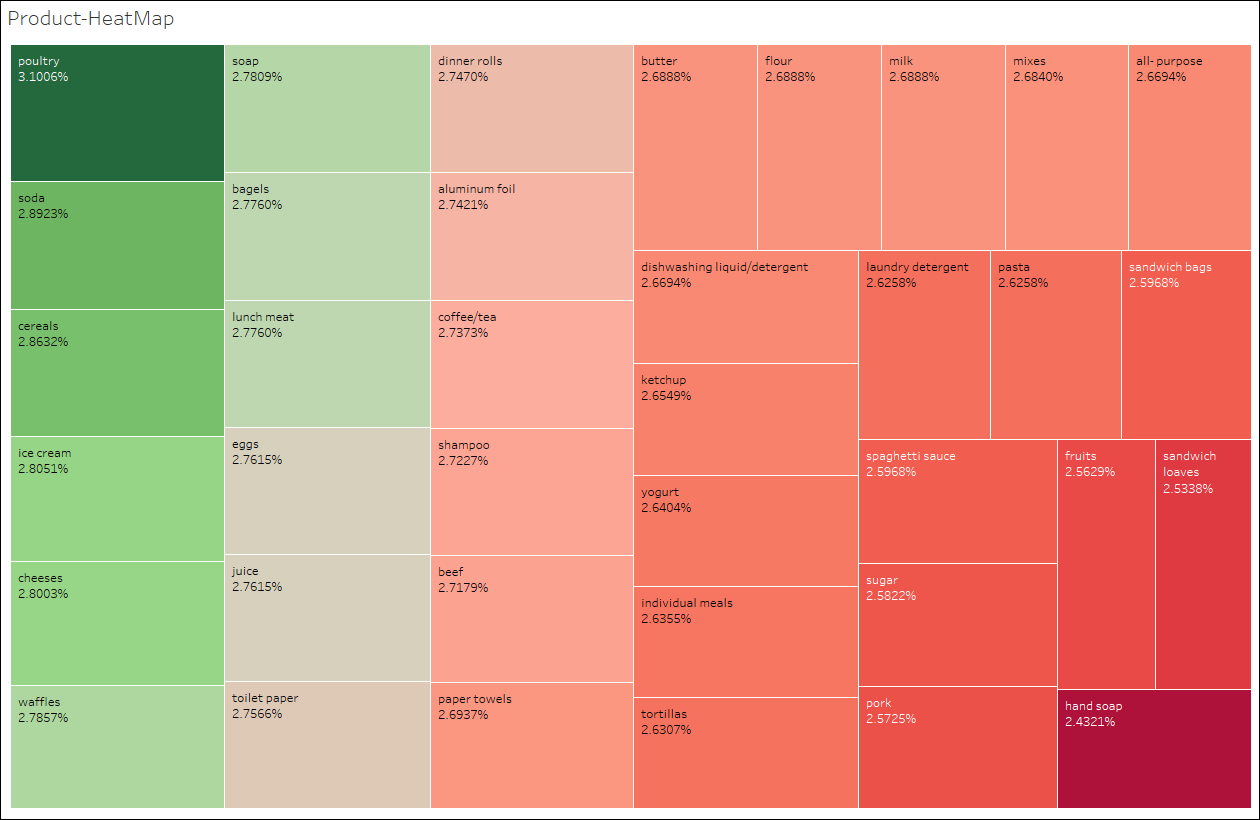 Product-HeatMap
poultry
3.1006%
soda
2.8923%
cereals
2.8632%
ice cream
2.8051%
cheeses
2.8003%
waffles
2.7857%
soap
2.7809%
bagels
2.7760%
lunch meat
2.7760%
eggs
2.7615%
juice
2.7615%
toilet paper
2.7566%
dinner rolls
2.7470%
aluminum foil
2.7421%
coffee/tea
2.7373%
shampoo
2.7227%
beef
2.7179%
paper towels
2.6937%
butter
2.6888%
flour
2.6888%
milk
2.6888%
mixes
2.6840%
all- purpose
2.6694%
dishwashing liquid/detergent
2.6694%
ketchup
2.6549%
yogurt
2.6404%
individual meals
2.6355%
tortillas
2.6307%
laundry detergent
2.6258%
pasta
2.6258%
sandwich bags
2.5968%
spaghetti sauce
2.5968%
sugar
2.5822%
pork
2.5725%
fruits
2.5629%
sandwich
loaves
2.5338%
hand soap
2.4321%